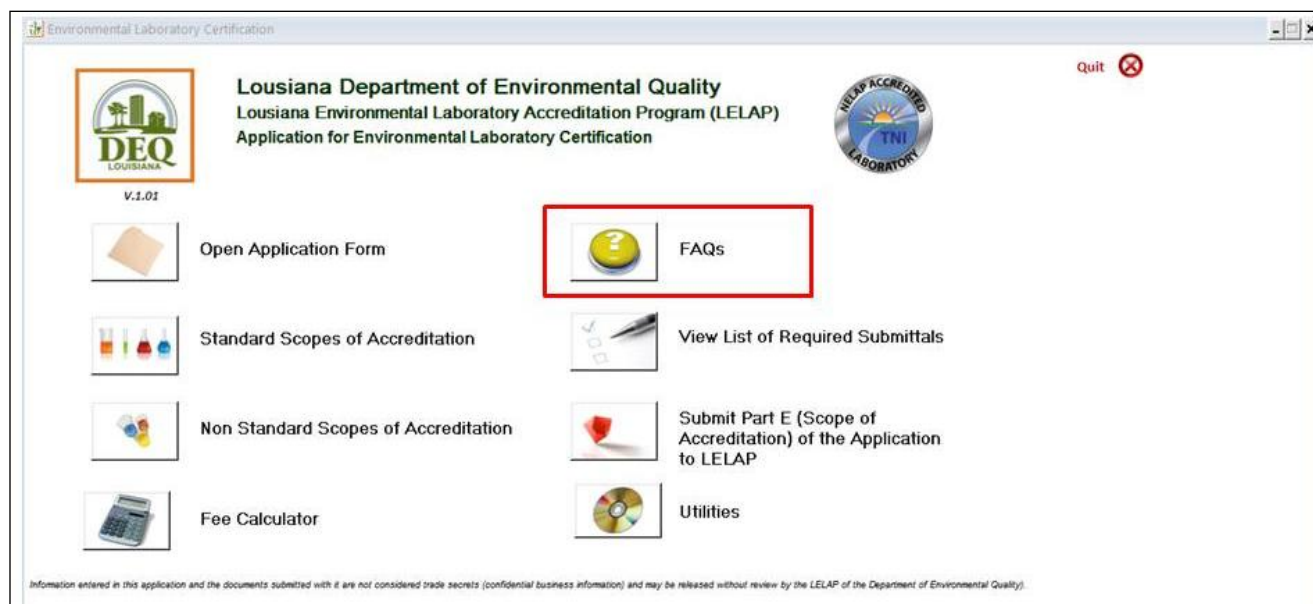 Environmental Laboratory Certification
Quit
Lousiana Department of Environmental Quality
Lousiana Environmental Laboratory Accreditation Program (LELAP)
Application for Environmental Laboratory Certification
DEQ
LOUISIANA
NELAP ACCREDITED
TNI
LABORATORY
V.1.01
Open Application Form
?
FAQs
Standard Scopes of Accreditation
View List of Required Submittals
Non Standard Scopes of Accreditation
Submit Part E (Scope of
Accreditation) of the Application
to LELAP
Fee Calculator
Utilities
Information entered in this application and the documents submitted with it are not considered trade secrets (confidential business information) and may be released without review by the LELAP of the Department of Environmental Quality).